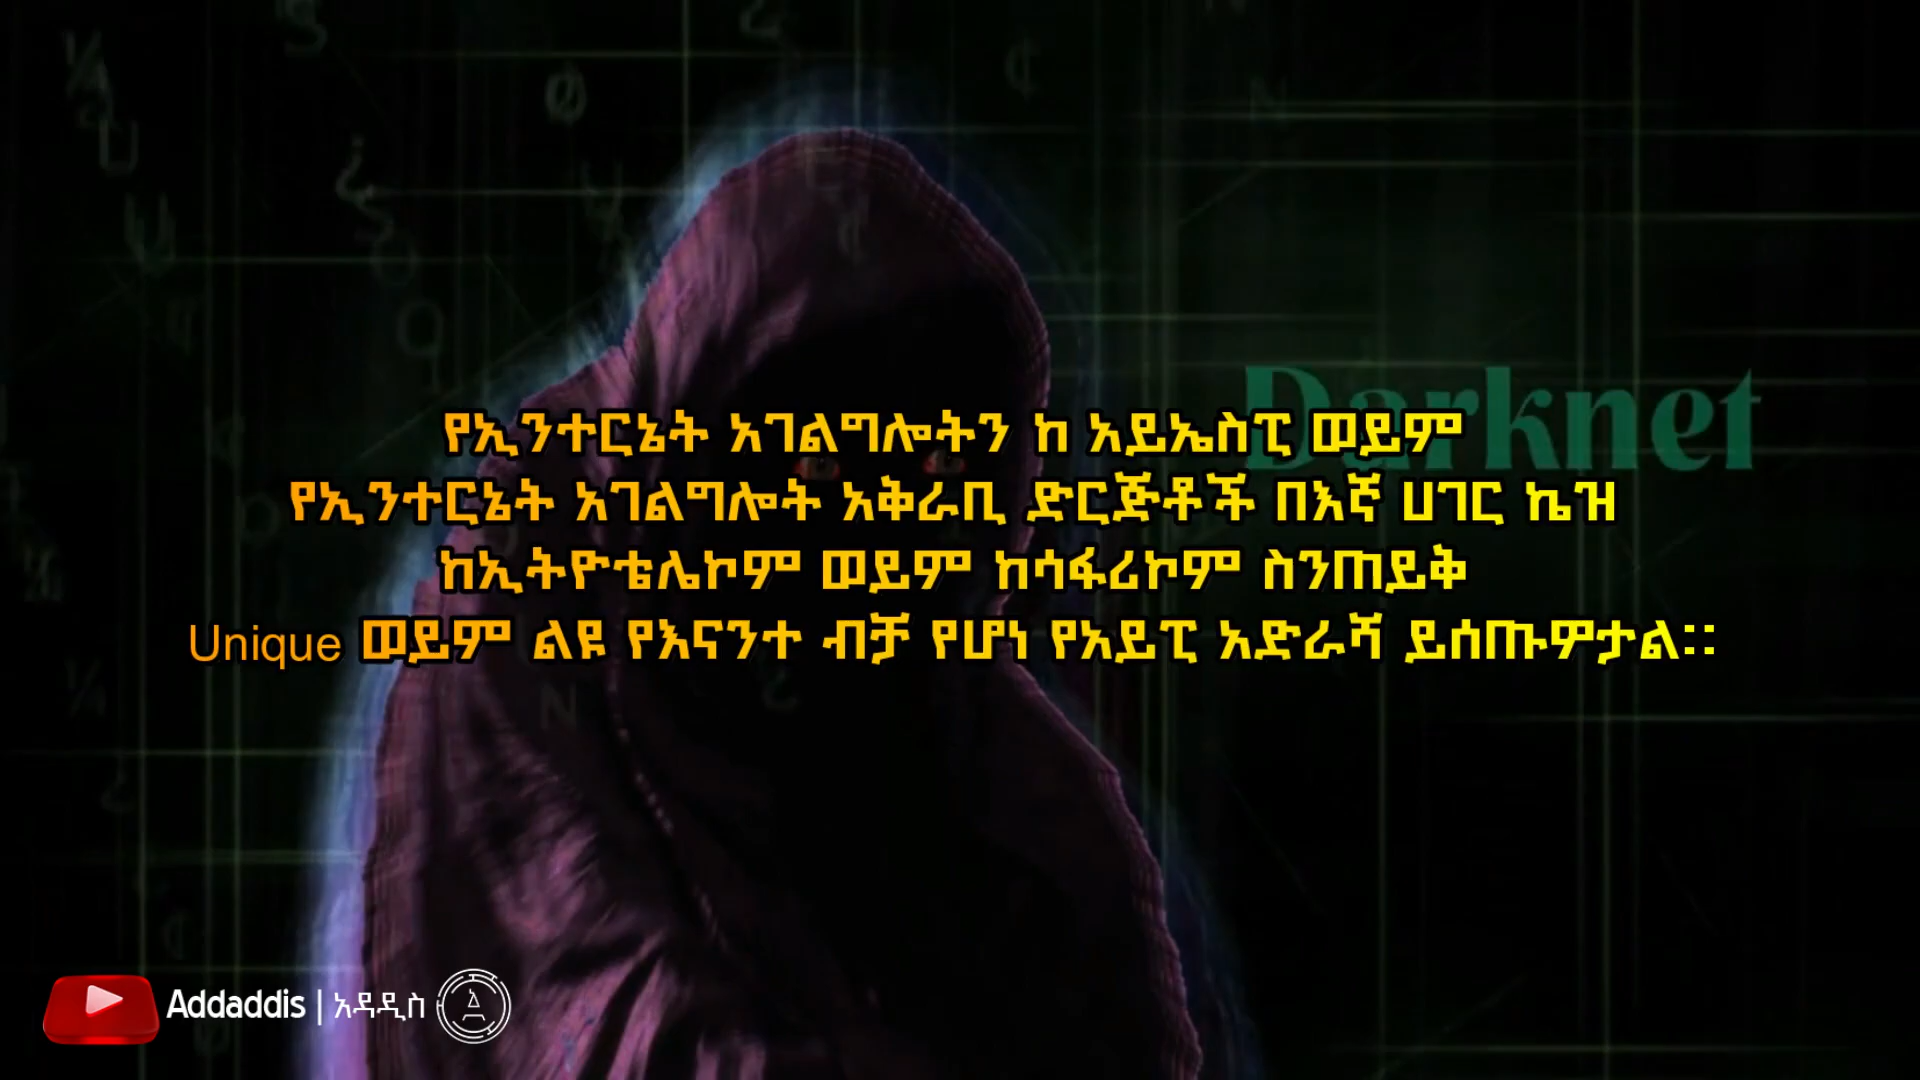 Darknet
የኢንተርኔት አገልግሎትን ከ አይኤስፒ ወይም
የኢንተርኔት አገልግሎት አቅራቢ ድርጅቶች በእኛ ሀገር ኬዝ
ከኢትዮቴሌኮም ወይም ከሳፋሪኮም ስንጠይቅ
Unique ወይም ልዩ የእናንተ ብቻ የሆነ የአይፒ አድራሻ ይሰጡዎታል።
Addaddis | አዳዲስ